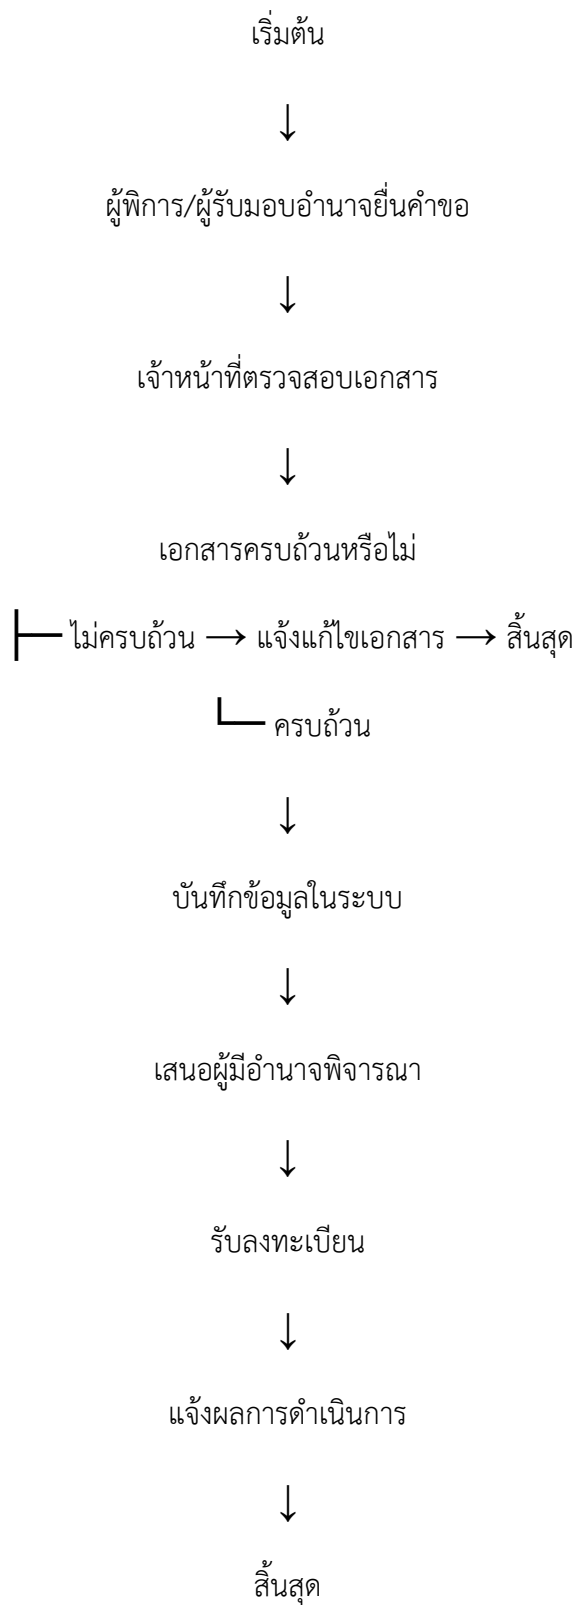 เริ่มต้น
↓
ผู้พิการ/ผู้รับมอบอำนาจยื่นคำขอ
↓
เจ้าหน้าที่ตรวจสอบเอกสาร
↓
เอกสารครบถ้วนหรือไม่
├── ไม่ครบถ้วน → แจ้งแก้ไขเอกสาร → สิ้นสุด
└── ครบถ้วน
↓
บันทึกข้อมูลในระบบ
↓
เสนอผู้มีอำนาจพิจารณา
↓
รับลงทะเบียน
↓
แจ้งผลการดำเนินการ
↓
สิ้นสุด